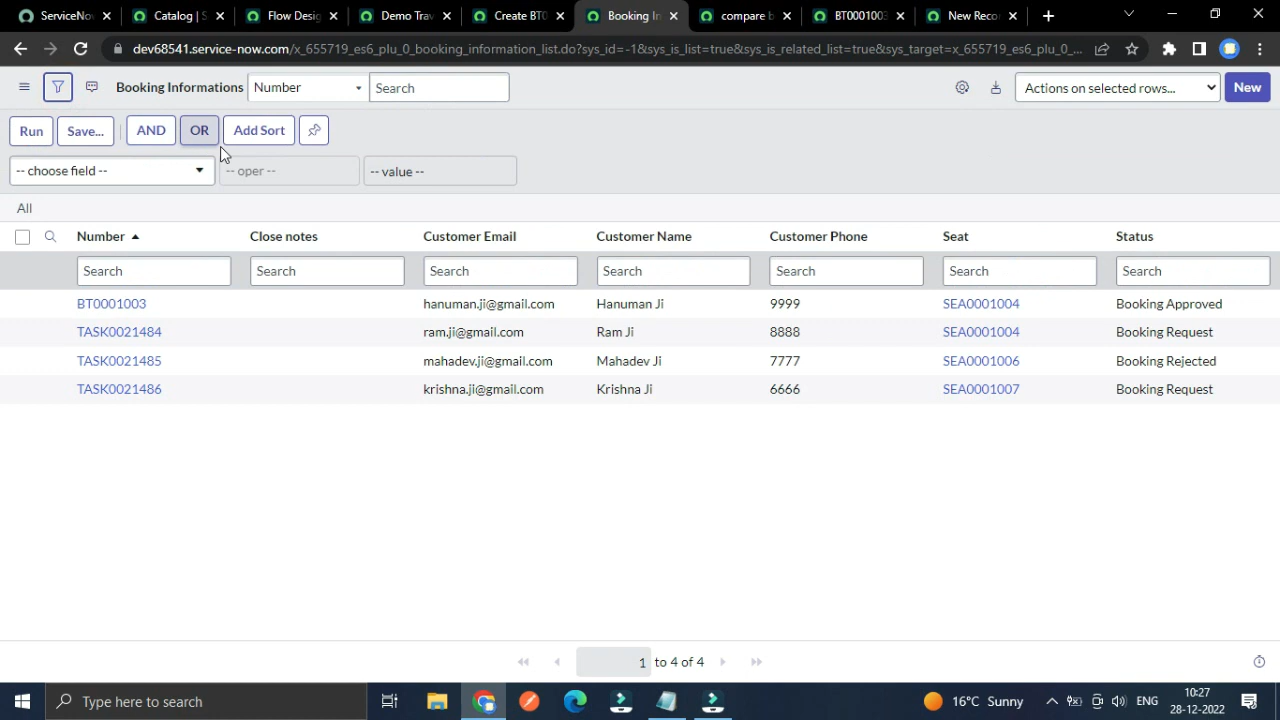 ServiceNow
Catalog | S
Flow Desig
Demo Trav
Create BT0
Booking In
compare b
BT0001003
New Reco
dev68541.service-now.com/x_655719_es6_plu_0_booking_information_list.do?sys_id=-1&sys_is_list=true&sys_is_related_list=true&sys_target=x_655719_es6_plu_0_...
Booking Informations
Number
Search
Actions on selected rows...
New
Run
Save...
AND
OR
Add Sort
-- choose field --
-- oper --
-- value --
All
Number
Close notes
Customer Email
Customer Name
Customer Phone
Seat
Status
Search
Search
Search
Search
Search
Search
Search
BT0001003 hanuman.ji@gmail.com Hanuman Ji 9999 SEA0001004 Booking Approved
TASK0021484 ram.ji@gmail.com Ram Ji 8888 SEA0001004 Booking Request
TASK0021485 mahadev.ji@gmail.com Mahadev Ji 7777 SEA0001006 Booking Rejected
TASK0021486 krishna.ji@gmail.com Krishna Ji 6666 SEA0001007 Booking Request
1 to 4 of 4
Type here to search
16°C Sunny
ENG
10:27
28-12-2022